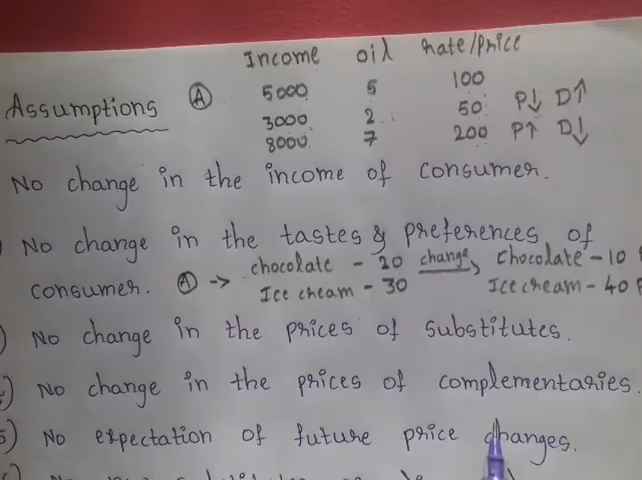 Income oil rate/price
5000 5 100
Assumptions A
3000 2 50 P↓ D↑
8000 7 200 P↑ D↓
No change in the income of consumer.
No change in the tastes & preferences of
consumer. A → chocolate - 20 change, chocolate - 10
Ice cream - 30 Ice cream - 40
No change in the prices of substitutes.
No change in the prices of complementaries.
5) No expectation of future price changes.